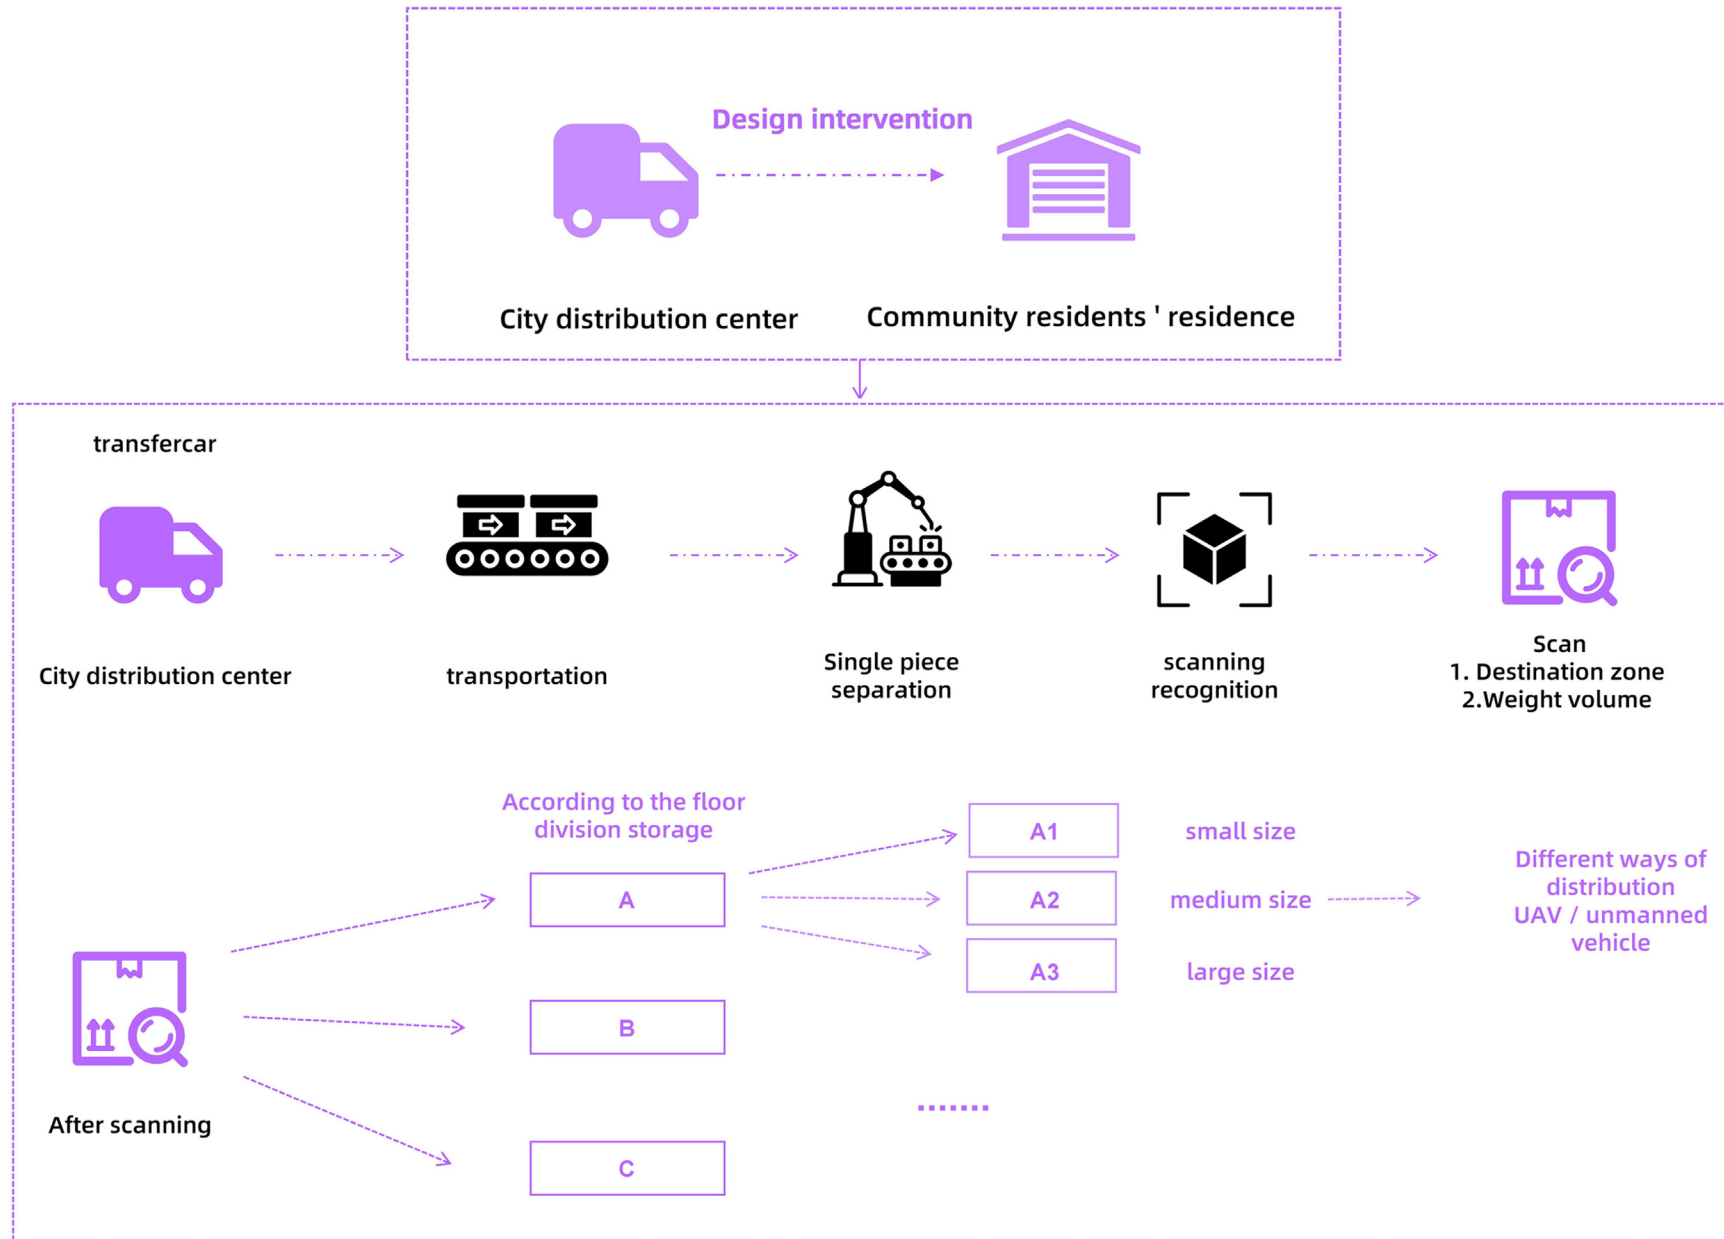 Design intervention
City distribution center
Community residents ' residence
transfercar
City distribution center
transportation
Single piece
separation
scanning
recognition
Scan
1. Destination zone
2.Weight volume
According to the floor
division storage
After scanning
A
B
C
A1
small size
A2
medium size
A3
large size
.......
Different ways of
distribution
UAV / unmanned
vehicle